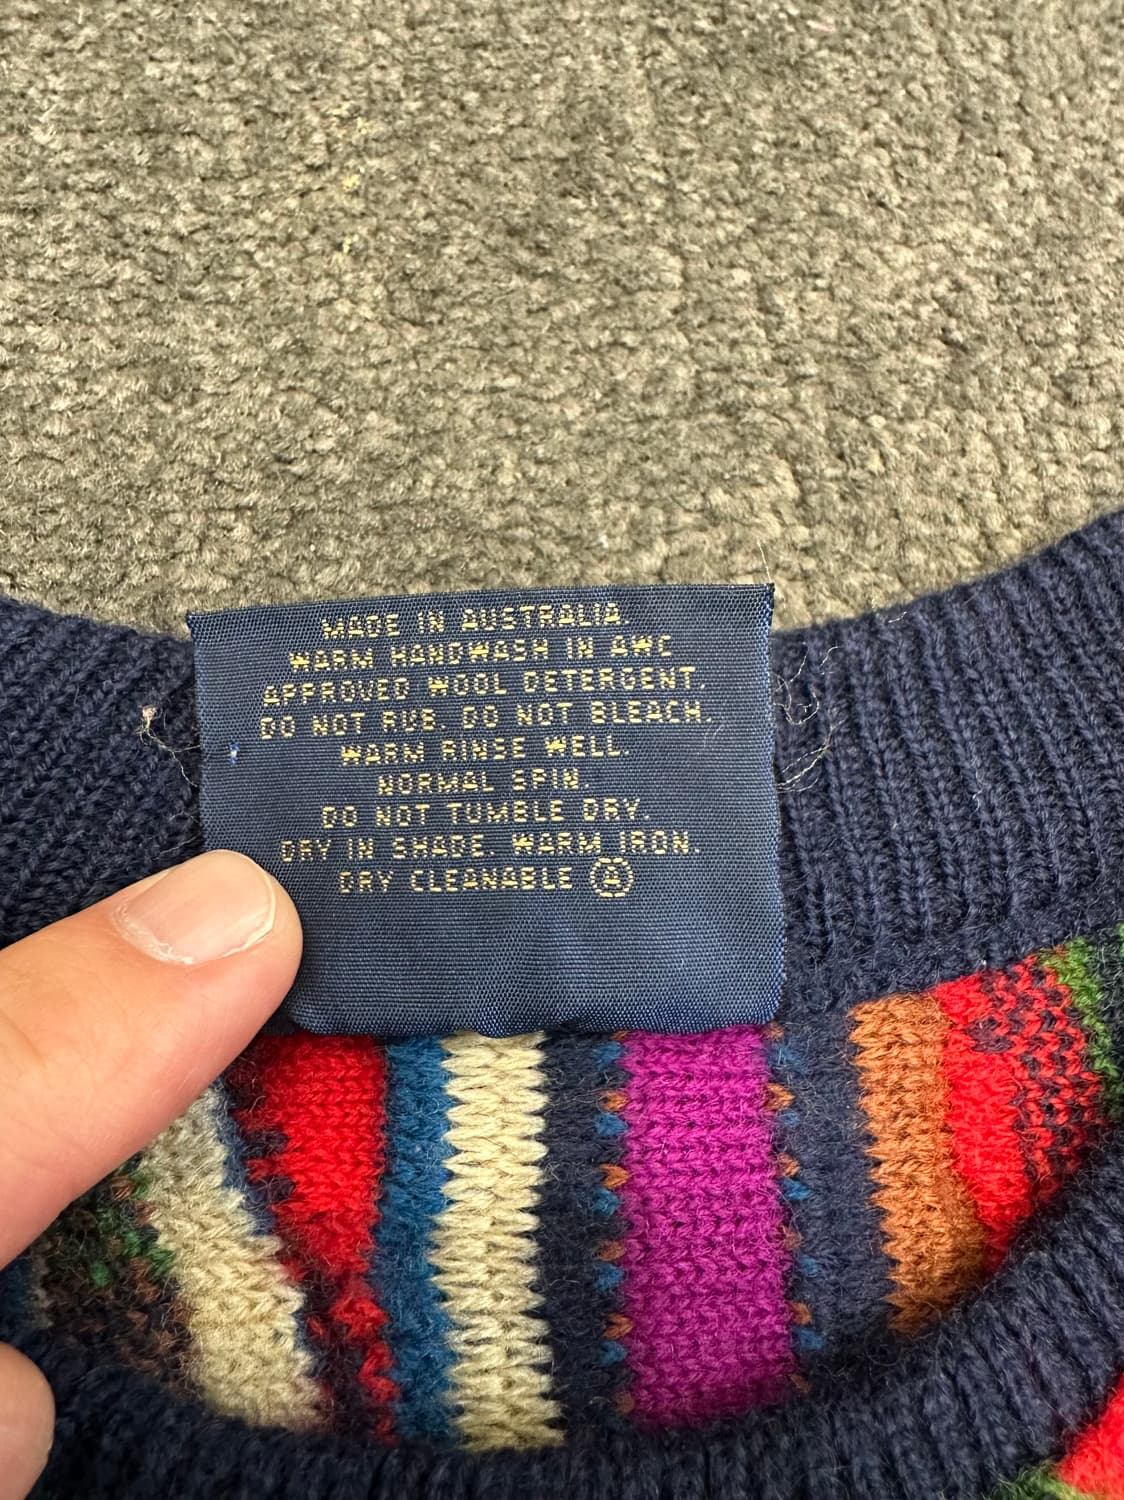 MADE IN AUSTRALIA.
WARM HANDWASH IN AWC
APPROVED WOOL DETERGENT.
DO NOT RUB. DO NOT BLEACH.
WARM RINSE WELL.
NORMAL SPIN.
DO NOT TUMBLE DRY.
DRY IN SHADE. WARM IRON.
DRY CLEANABLE Ⓐ